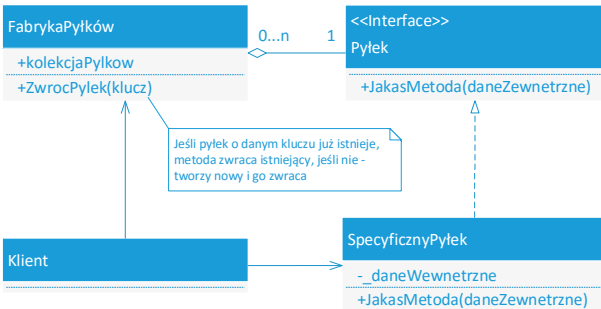 FabrykaPyłków
+kolekcjaPylkow
+ZwrocPylek(klucz)
0...n
1
<<Interface>>
Pyłek
+JakasMetoda(daneZewnetrzne)
Jeśli pyłek o danym kluczu już istnieje,
metoda zwraca istniejący, jeśli nie -
tworzy nowy i go zwraca
Klient
SpecyficznyPyłek
-_daneWewnetrzne
+JakasMetoda(daneZewnetrzne)